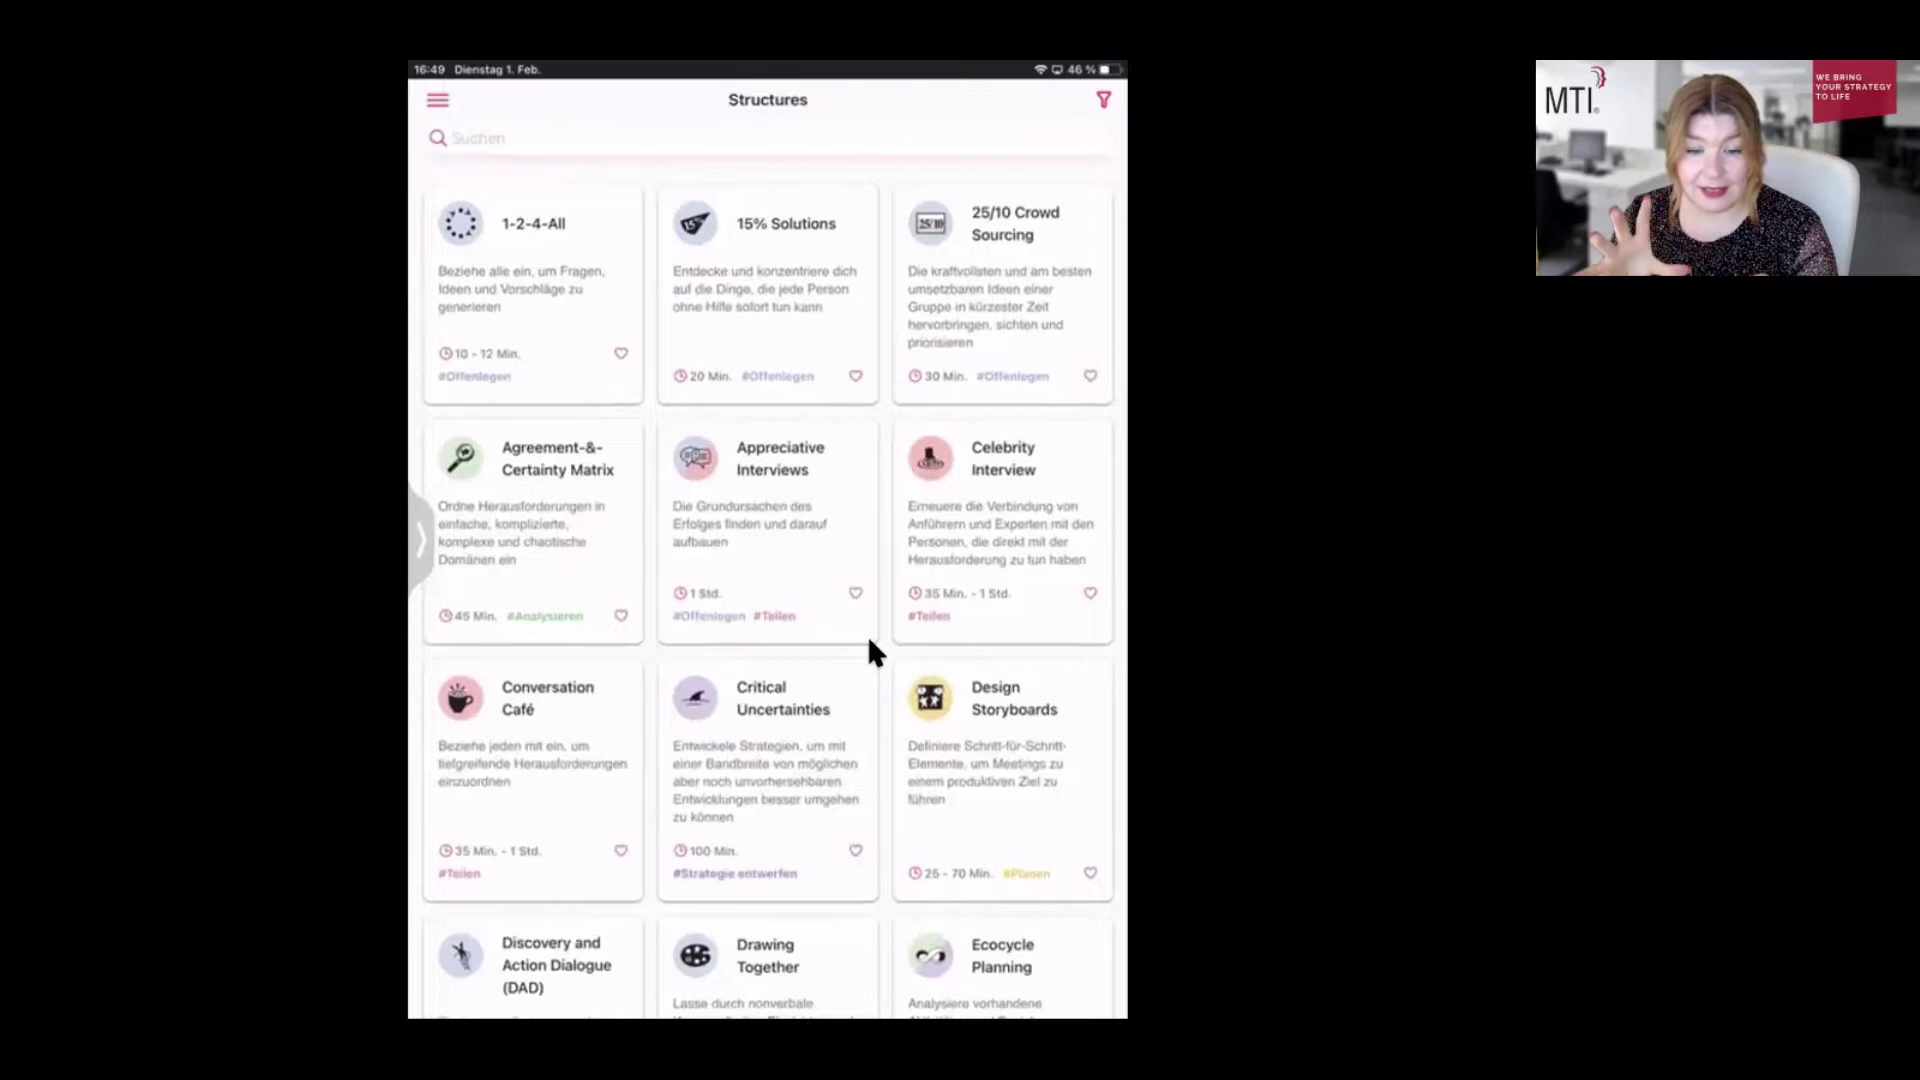 16:49 Dienstag 1. Feb.
46 %
Structures
Suchen
1-2-4-All
Beziehe alle ein, um Fragen,
Ideen und Vorschläge zu
generieren
10 - 12 Min.
#Offenlegen
15%
15% Solutions
Entdecke und konzentriere dich
auf die Dinge, die jede Person
ohne Hilfe sofort tun kann
20 Min. #Offenlegen
25/10
25/10 Crowd
Sourcing
Die kraftvollsten und am besten
umsetzbaren Ideen einer
Gruppe in kürzester Zeit
hervorbringen, sichten und
priorisieren
30 Min. #Offenlegen
Agreement-&-
Certainty Matrix
Ordne Herausforderungen in
einfache, komplizierte,
komplexe und chaotische
Domänen ein
45 Min. #Analysieren
Appreciative
Interviews
Die Grundursachen des
Erfolges finden und darauf
aufbauen
1 Std.
#Offenlegen #Teilen
Celebrity
Interview
Erneuere die Verbindung von
Anführern und Experten mit den
Personen, die direkt mit der
Herausforderung zu tun haben
35 Min. - 1 Std.
#Teilen
Conversation
Café
Beziehe jeden mit ein, um
tiefgreifende Herausforderungen
einzuordnen
35 Min. - 1 Std.
#Teilen
Critical
Uncertainties
Entwickele Strategien, um mit
einer Bandbreite von möglichen
aber noch unvorhersehbaren
Entwicklungen besser umgehen
zu können
100 Min.
#Strategie entwerfen
Design
Storyboards
Definiere Schritt-für-Schritt-
Elemente, um Meetings zu
einem produktiven Ziel zu
führen
25 - 70 Min. #Planen
Discovery and
Action Dialogue
(DAD)
Drawing
Together
Lasse durch nonverbale
Ecocycle
Planning
Analysiere vorhandene
MTI
WE BRING
YOUR STRATEGY
TO LIFE